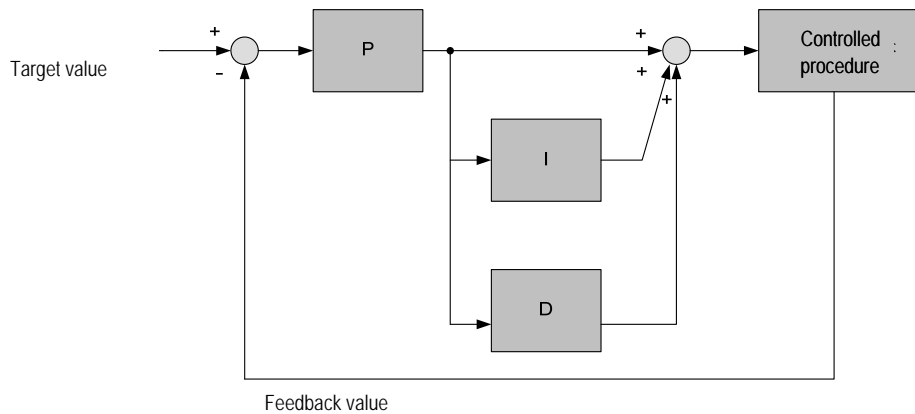 +
P
+
Controlled :
procedure
Target value
-
+
+
I
D
Feedback value